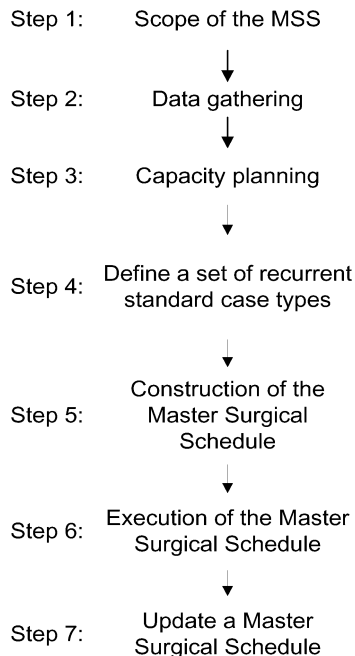 Step 1: Scope of the MSS
Step 2: Data gathering
Step 3: Capacity planning
Step 4: Define a set of recurrent
standard case types
Step 5: Construction of the
Master Surgical
Schedule
Step 6: Execution of the Master
Surgical Schedule
Step 7: Update a Master
Surgical Schedule